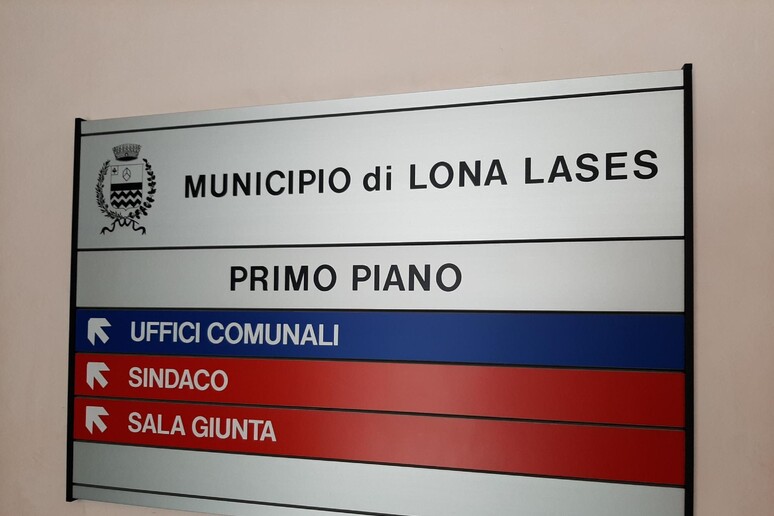 MUNICIPIO di LONA LASES
PRIMO PIANO
UFFICI COMUNALI
SINDACO
SALA GIUNTA